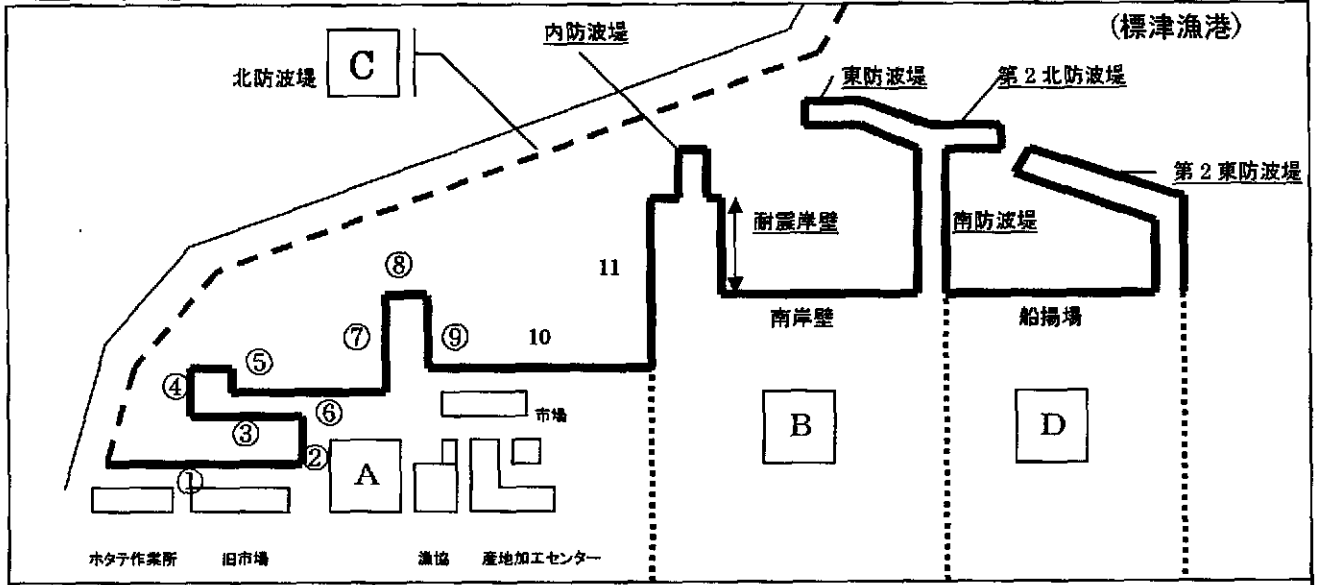 (標津漁港)
内防波堤
北防波堤
C
東防波堤
第2北防波堤
第2東防波堤
耐震岸壁
南防波堤
⑧
11
南岸壁
船揚場
⑦
⑨
10
⑤
④
⑥
市場
③
②
A
B
D
①
ホタテ作業所
旧市場
漁協
産地加工センター